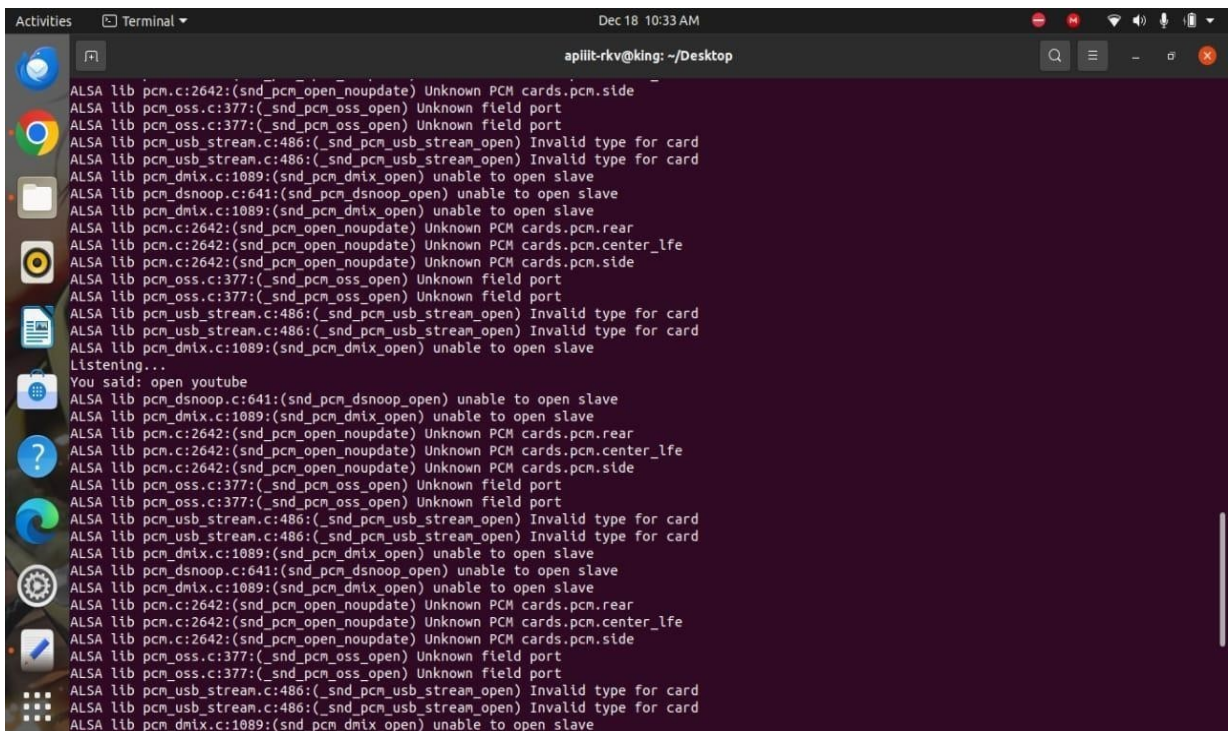 Activities
Terminal
Dec 18 10:33 AM
apiiit-rkv@king: ~/Desktop
ALSA lib pcm.c:2642:(snd_pcm_open_noupdate) Unknown PCM cards.pcm.side
ALSA lib pcm_oss.c:377:(_snd_pcm_oss_open) Unknown field port
ALSA lib pcm_oss.c:377:(_snd_pcm_oss_open) Unknown field port
ALSA lib pcm_usb_stream.c:486:(_snd_pcm_usb_stream_open) Invalid type for card
ALSA lib pcm_usb_stream.c:486:(_snd_pcm_usb_stream_open) Invalid type for card
ALSA lib pcm_dmix.c:1089:(snd_pcm_dmix_open) unable to open slave
ALSA lib pcm_dsnoop.c:641:(snd_pcm_dsnoop_open) unable to open slave
ALSA lib pcm_dmix.c:1089:(snd_pcm_dmix_open) unable to open slave
ALSA lib pcm.c:2642:(snd_pcm_open_noupdate) Unknown PCM cards.pcm.rear
ALSA lib pcm.c:2642:(snd_pcm_open_noupdate) Unknown PCM cards.pcm.center_lfe
ALSA lib pcm.c:2642:(snd_pcm_open_noupdate) Unknown PCM cards.pcm.side
ALSA lib pcm_oss.c:377:(_snd_pcm_oss_open) Unknown field port
ALSA lib pcm_oss.c:377:(_snd_pcm_oss_open) Unknown field port
ALSA lib pcm_usb_stream.c:486:(_snd_pcm_usb_stream_open) Invalid type for card
ALSA lib pcm_usb_stream.c:486:(_snd_pcm_usb_stream_open) Invalid type for card
ALSA lib pcm_dmix.c:1089:(snd_pcm_dmix_open) unable to open slave
Listening...
You said: open youtube
ALSA lib pcm_dsnoop.c:641:(snd_pcm_dsnoop_open) unable to open slave
ALSA lib pcm_dmix.c:1089:(snd_pcm_dmix_open) unable to open slave
ALSA lib pcm.c:2642:(snd_pcm_open_noupdate) Unknown PCM cards.pcm.rear
ALSA lib pcm.c:2642:(snd_pcm_open_noupdate) Unknown PCM cards.pcm.center_lfe
ALSA lib pcm.c:2642:(snd_pcm_open_noupdate) Unknown PCM cards.pcm.side
ALSA lib pcm_oss.c:377:(_snd_pcm_oss_open) Unknown field port
ALSA lib pcm_oss.c:377:(_snd_pcm_oss_open) Unknown field port
ALSA lib pcm_usb_stream.c:486:(_snd_pcm_usb_stream_open) Invalid type for card
ALSA lib pcm_usb_stream.c:486:(_snd_pcm_usb_stream_open) Invalid type for card
ALSA lib pcm_dmix.c:1089:(snd_pcm_dmix_open) unable to open slave
ALSA lib pcm_dsnoop.c:641:(snd_pcm_dsnoop_open) unable to open slave
ALSA lib pcm_dmix.c:1089:(snd_pcm_dmix_open) unable to open slave
ALSA lib pcm.c:2642:(snd_pcm_open_noupdate) Unknown PCM cards.pcm.rear
ALSA lib pcm.c:2642:(snd_pcm_open_noupdate) Unknown PCM cards.pcm.center_lfe
ALSA lib pcm.c:2642:(snd_pcm_open_noupdate) Unknown PCM cards.pcm.side
ALSA lib pcm_oss.c:377:(_snd_pcm_oss_open) Unknown field port
ALSA lib pcm_oss.c:377:(_snd_pcm_oss_open) Unknown field port
ALSA lib pcm_usb_stream.c:486:(_snd_pcm_usb_stream_open) Invalid type for card
ALSA lib pcm_usb_stream.c:486:(_snd_pcm_usb_stream_open) Invalid type for card
ALSA lib pcm_dmix.c:1089:(snd_pcm_dmix_open) unable to open slave